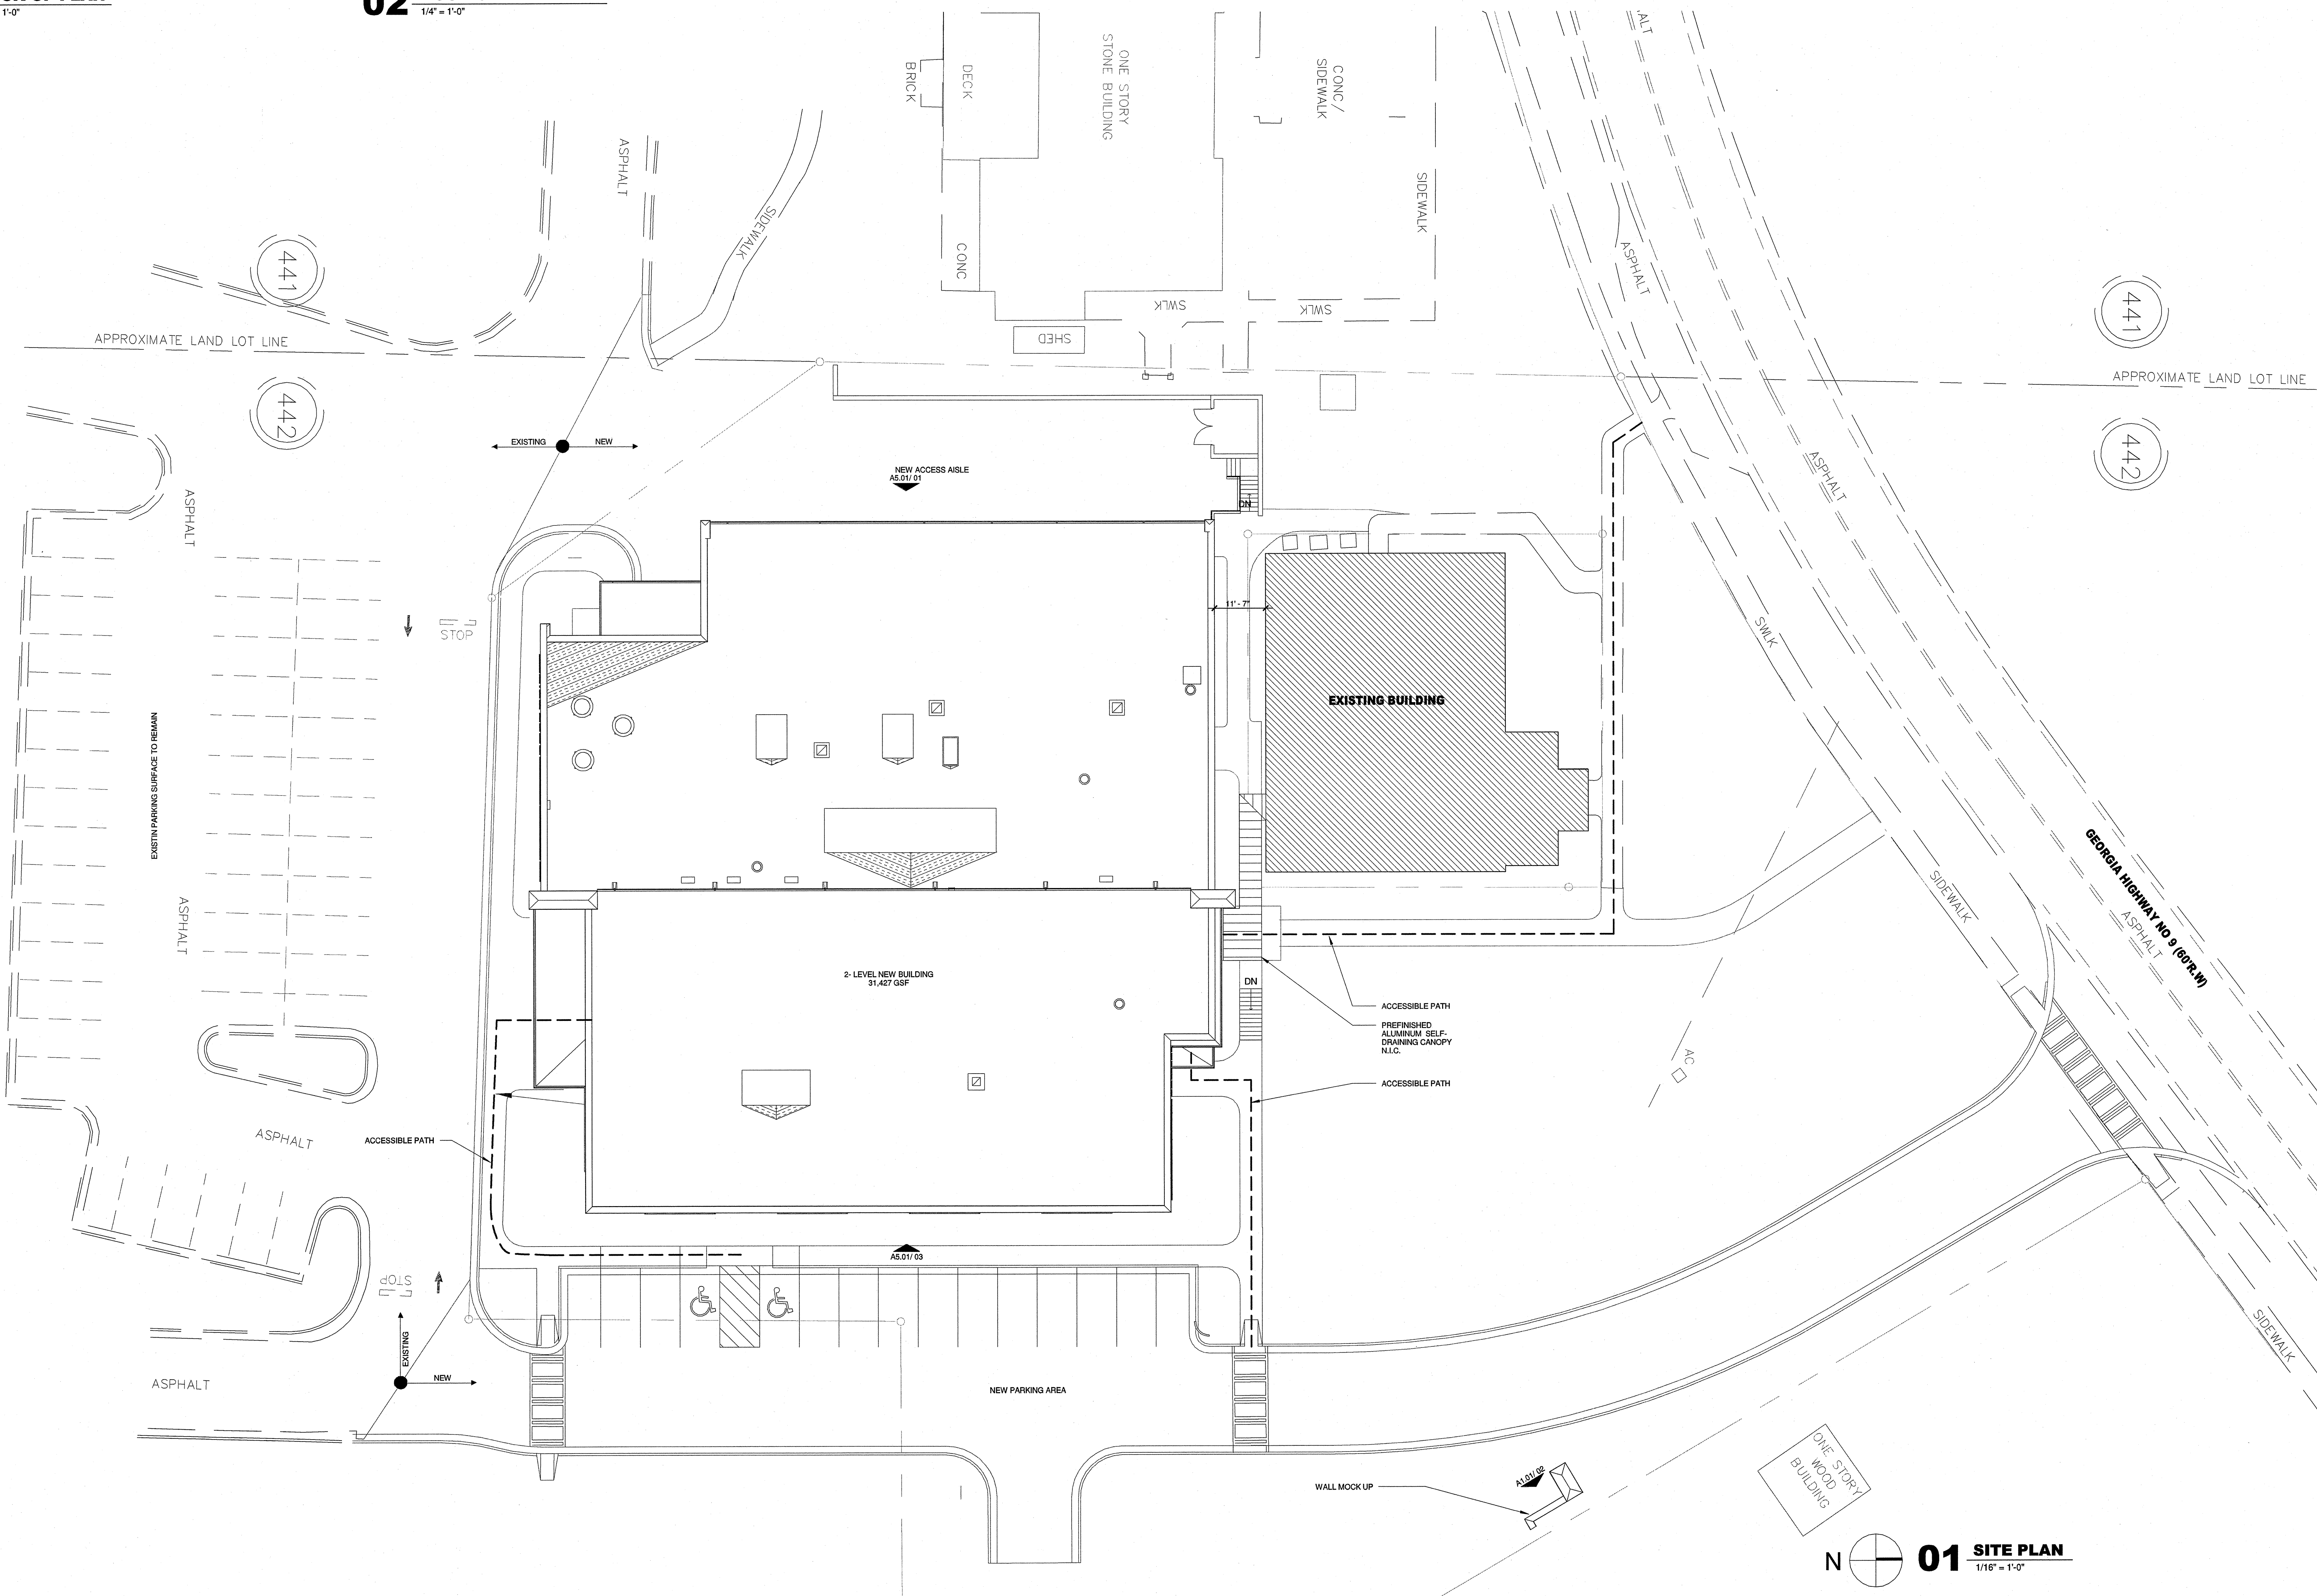 1'-0"
02
1/4" = 1'-0"
BRICK
DECK
ONE STORY
STONE BUILDING
CONC/
SIDEWALK
ASPHALT
SIDEWALK
SIDEWALK
CONC
SWLK
SWLK
SHED
ASPHALT
441
441
APPROXIMATE LAND LOT LINE
APPROXIMATE LAND LOT LINE
442
442
EXISTING
NEW
NEW ACCESS AISLE
A5.01/ 01
DN
ASPHALT
ASPHALT
11' - 7"
STOP
SWLK
EXISTING BUILDING
EXISTIN PARKING SURFACE TO REMAIN
ASPHALT
SIDEWALK
GEORGIA HIGHWAY NO 9 (60'R.W)
ASPHALT
2- LEVEL NEW BUILDING
31,427 GSF
DN
ACCESSIBLE PATH
PREFINISHED
ALUMINUM SELF-
DRAINING CANOPY
N.I.C.
AC
ACCESSIBLE PATH
ASPHALT
ACCESSIBLE PATH
A5.01/ 03
STOP
EXISTING
NEW
ASPHALT
NEW PARKING AREA
SIDEWALK
WALL MOCK UP
A1.01/ 02
ONE STORY
WOOD
BUILDING
N
01
SITE PLAN
1/16" = 1'-0"